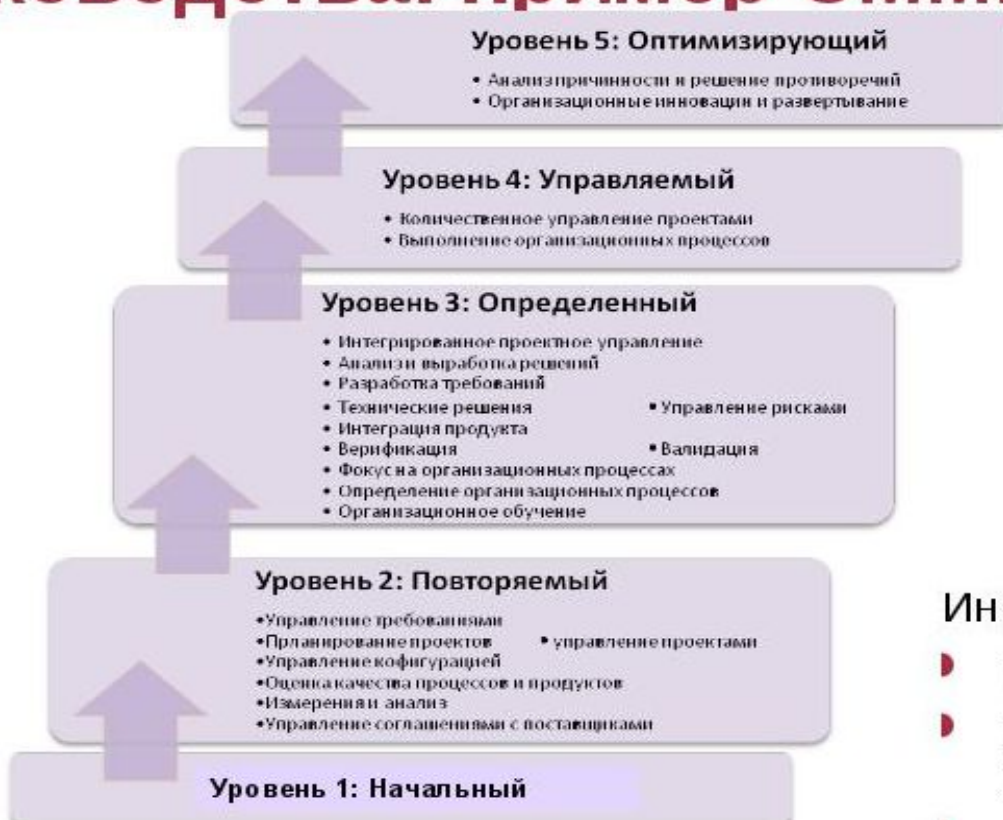 Уровень 5: Оптимизирующий
• Анализ причинности и решение противоречий
• Организационные инновации и развертывание
Уровень 4: Управляемый
• Количественное управление проектами
• Выполнение организационных процессов
Уровень 3: Определенный
• Интегрированное проектное управление
• Анализ и выработка решений
• Разработка требований
• Технические решения • Управление рисками
• Интеграция продукта
• Верификация • Валидация
• Фокус на организационных процессах
• Определение организационных процессов
• Организационное обучение
Уровень 2: Повторяемый
•Управление требованиями
•Прланирование проектов • управление проектами
•Управление кофигурацией
•Оценка качества процессов и продуктов
•Измерения и анализ
•Управление соглашениями с поставщиками
Ин
Уровень 1: Начальный